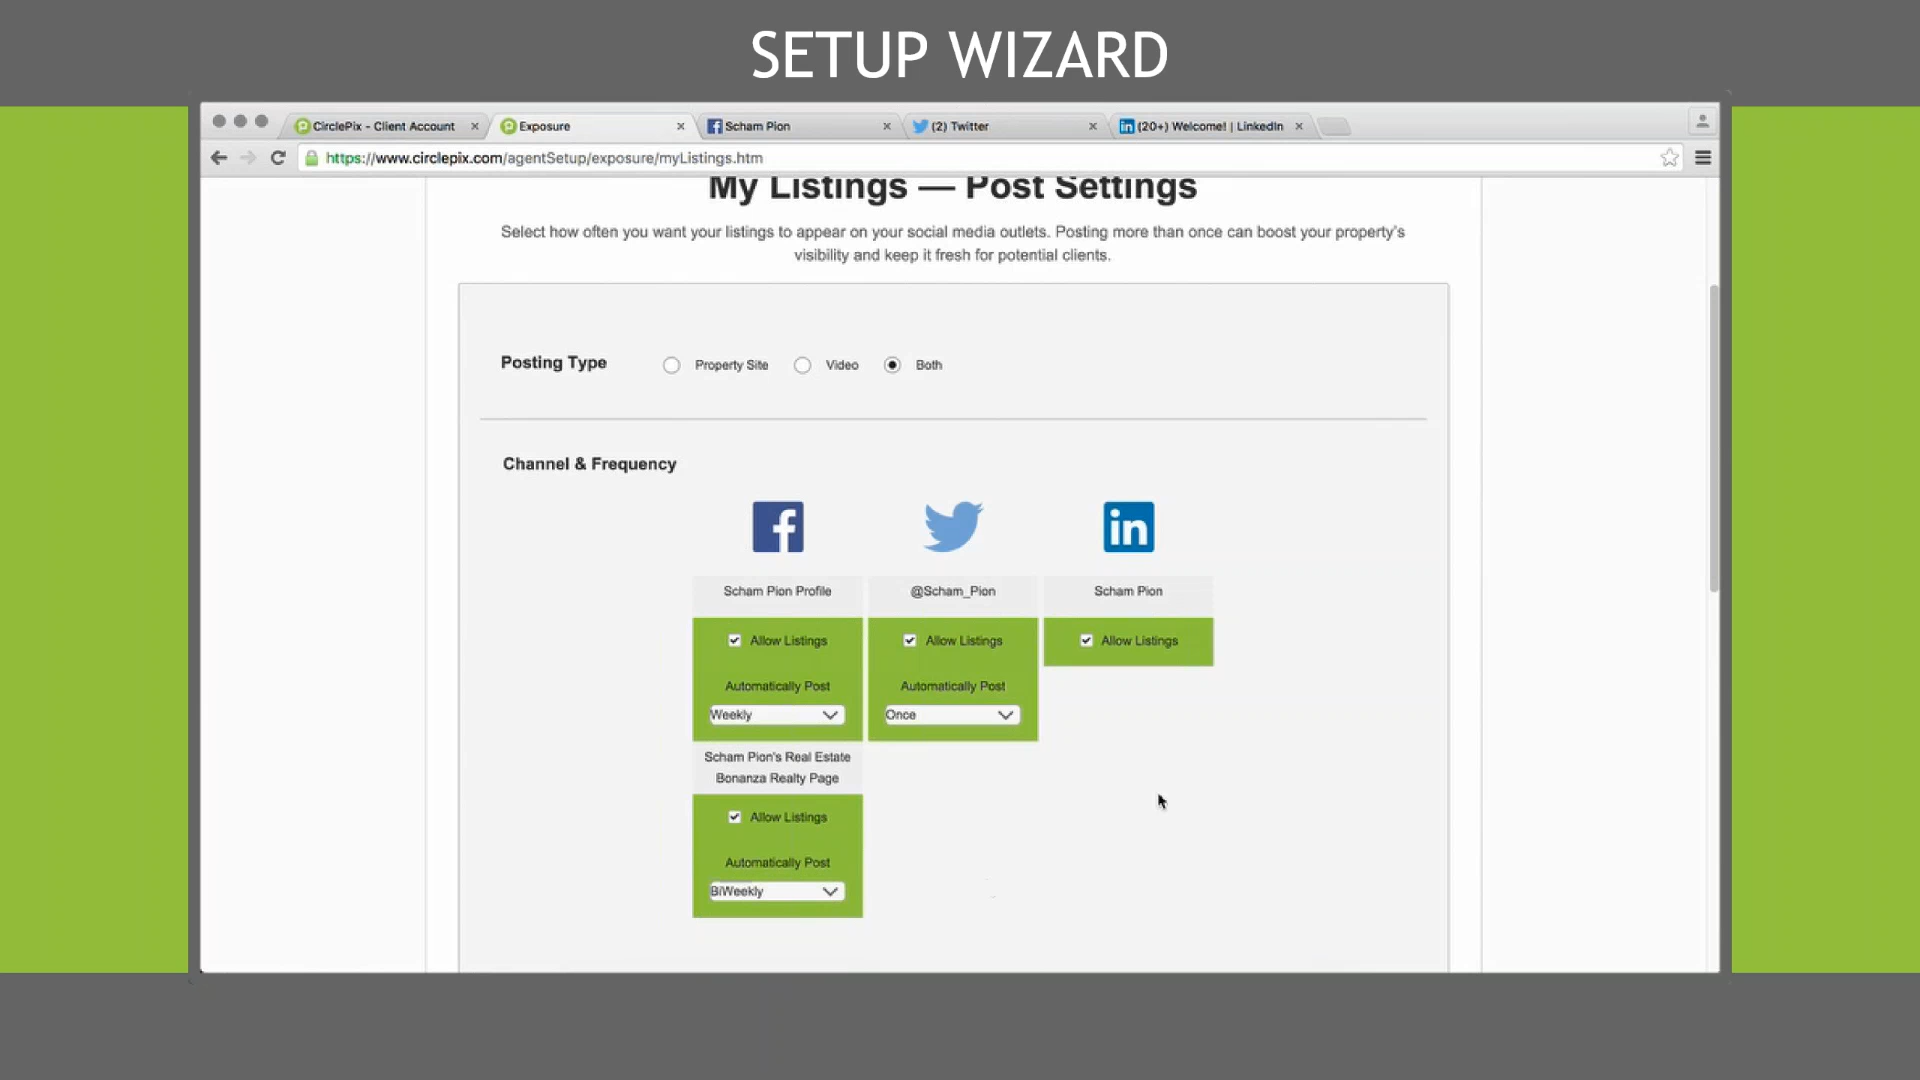 SETUP WIZARD
CirclePix - Client Account
Exposure
Scham Pion
(2) Twitter
in (20+) Welcome! | LinkedIn
https://www.circlepix.com/agentSetup/exposure/myListings.htm
My Listings — Post Settings
Select how often you want your listings to appear on your social media outlets. Posting more than once can boost your property's
visibility and keep it fresh for potential clients.
Posting Type
Property Site
Video
Both
Channel & Frequency
f
in
Scham Pion Profile
@Scham_Pion
Scham Pion
Allow Listings
Allow Listings
Allow Listings
Automatically Post
Automatically Post
Weekly
Once
Scham Pion's Real Estate
Bonanza Realty Page
Allow Listings
Automatically Post
BiWeekly